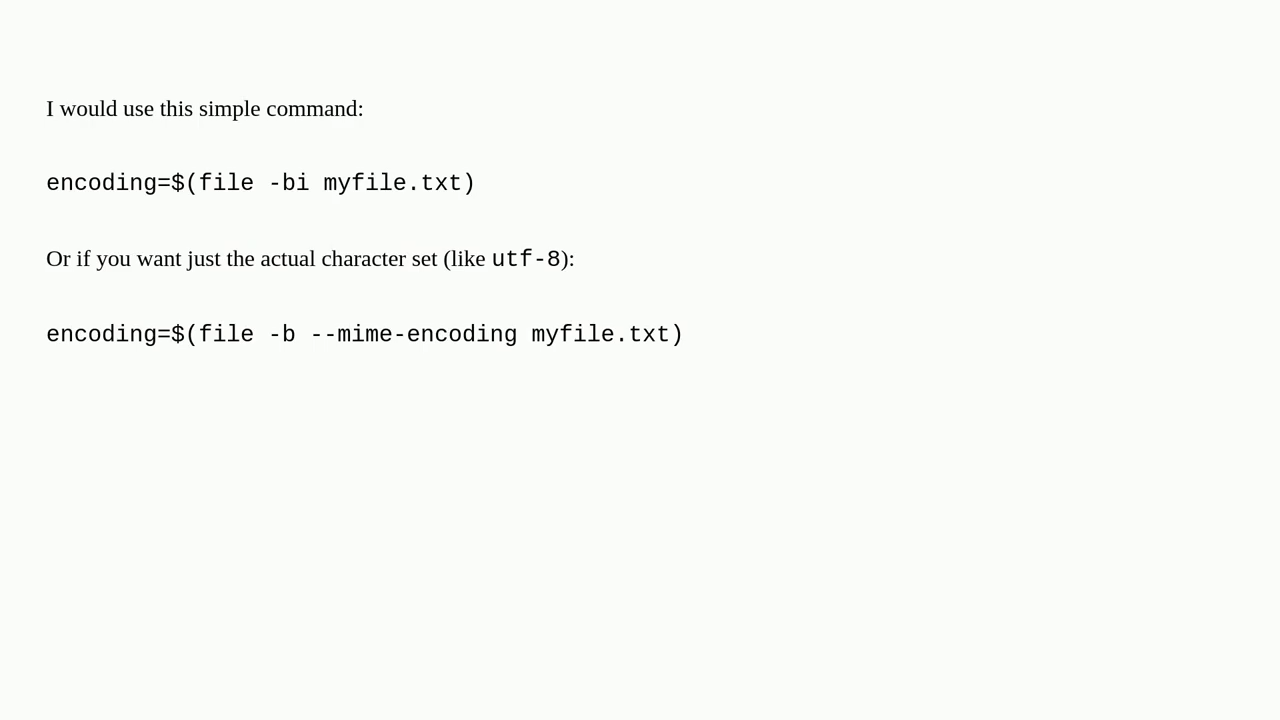 I would use this simple command:
encoding=$(file -bi myfile.txt)
Or if you want just the actual character set (like utf-8):
encoding=$(file -b --mime-encoding myfile.txt)